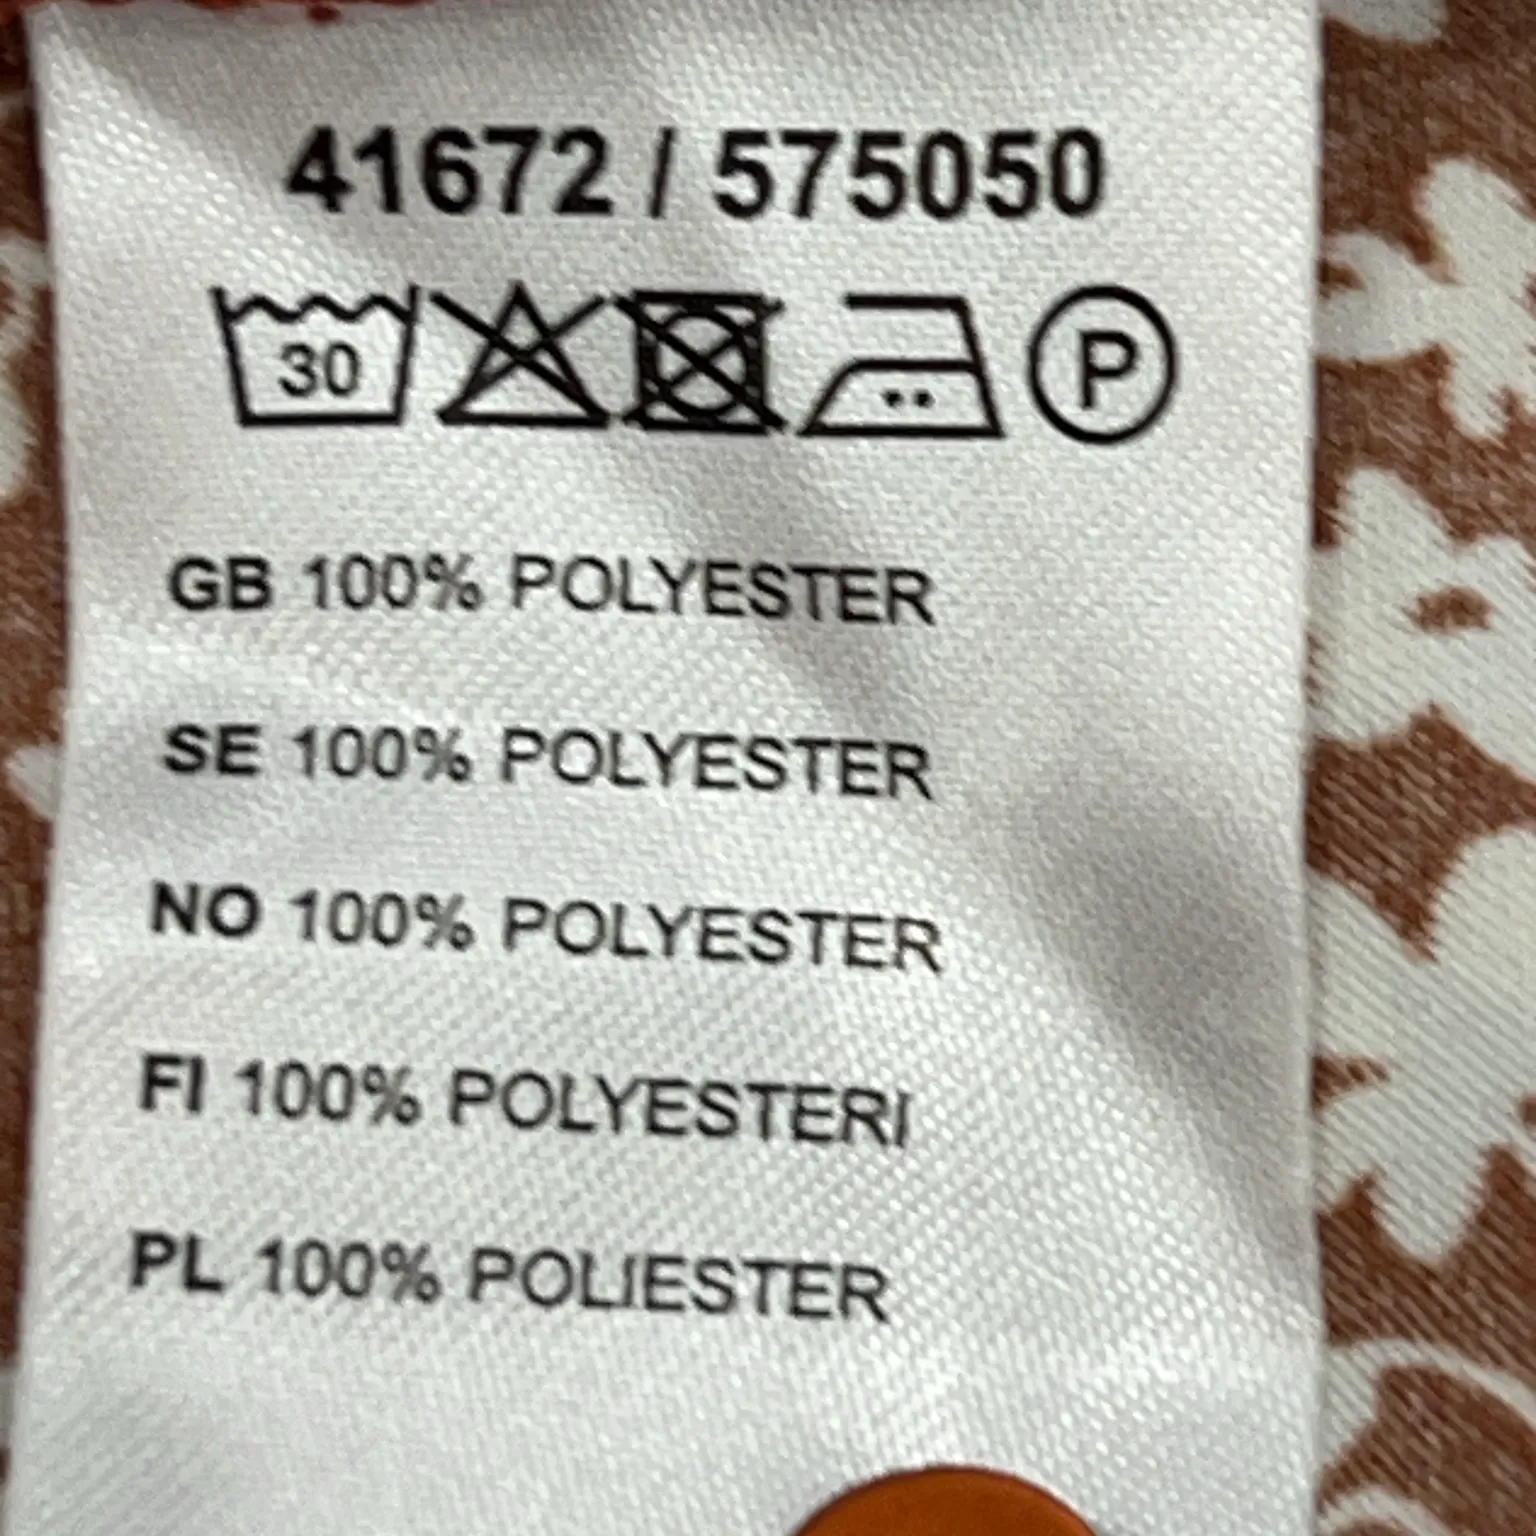 41672 / 575050
30 P
GB 100% POLYESTER
SE 100% POLYESTER
NO 100% POLYESTER
FI 100% POLYESTERI
PL 100% POLIESTER